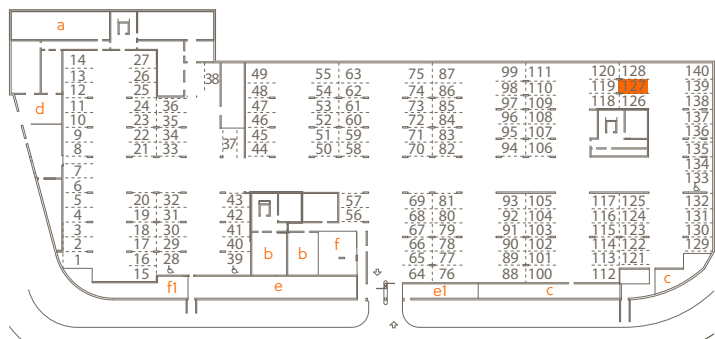 a
14 27 38 49 55 63 75 87 99 111 120 128 140
13 26 48 54 62 74 86 98 110 119 127 139
12 25 47 53 61 73 85 97 109 118 126 138
d
11 24 36 46 52 60 72 84 96 108 137
10 23 35 45 51 59 71 83 95 107 136
9 22 34 37 44 50 58 70 82 94 106 135
8 21 33 134
7 133
6
5 20 32 43 57 69 81 93 105 117 125 132
4 19 31 42 56 68 80 92 104 116 124 131
3 18 30 41 67 79 91 103 115 123 130
2 17 29 40 66 78 90 102 114 122 129
1 16 28 39 b b f 65 77 89 101 113 121
15 64 76 88 100 112 c
f1 e e1 c